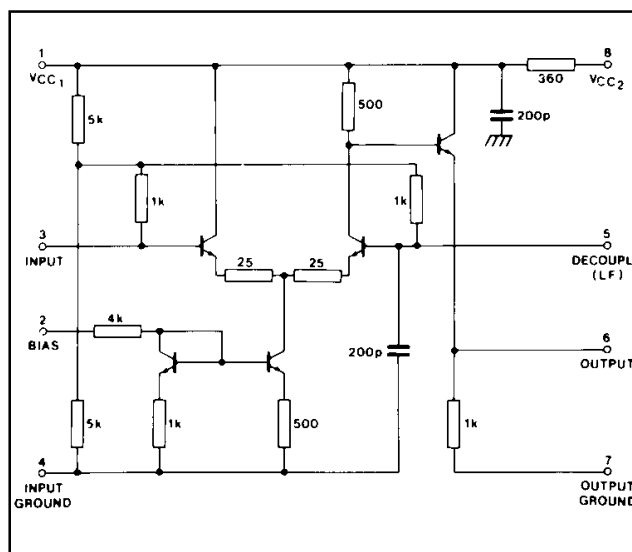 1
8
VCC1
360
VCC2
5k
500
200p
1k
1k
3
INPUT
25
25
5
DECOUPL
(LF)
2
4k
BIAS
200p
6
OUTPUT
5k
1k
500
1k
4
7
INPUT
GROUND
OUTPUT
GROUND